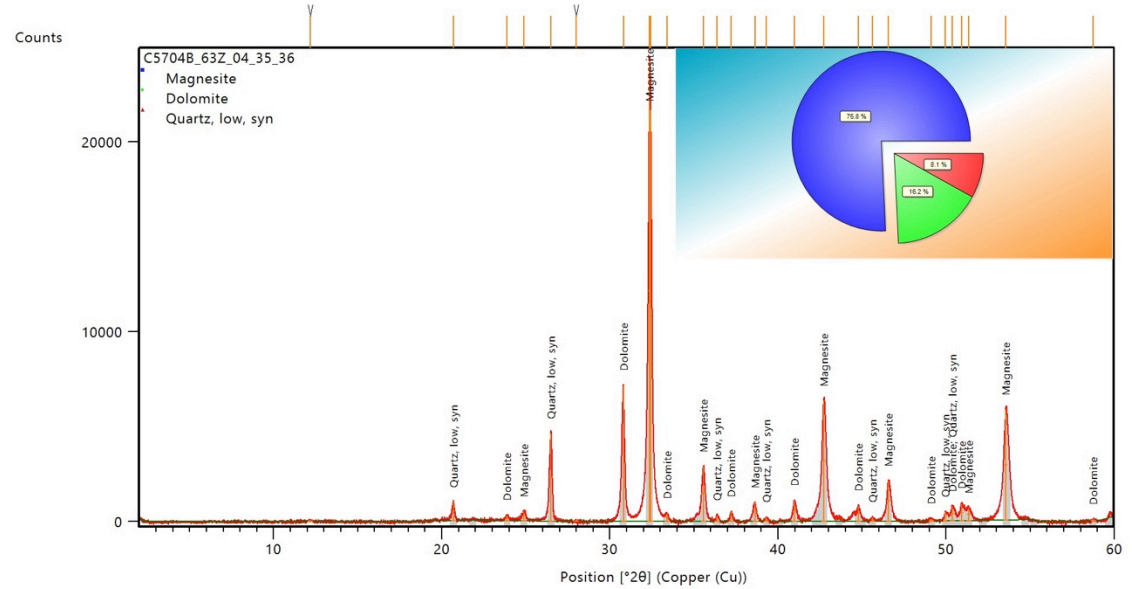 Counts
C5704B_63Z_04_35_36
Magnesite
Dolomite
Quartz, low, syn
20000
10000
0
75.8 %
8.1 %
16.2 %
Quartz, low, syn
Dolomite
Magnesite
Quartz, low, syn
Dolomite
Magnesite
Dolomite
Magnesite
Quartz, low, syn
Dolomite
Magnesite
Quartz, low, syn
Dolomite
Magnesite
Dolomite
Quartz, low, syn
Magnesite
Dolomite
Quartz, low, syn
Dolomite; Quartz, low, syn
Dolomite
Magnesite
Magnesite
Dolomite
10
20
30
40
50
60
Position [°2θ] (Copper (Cu))